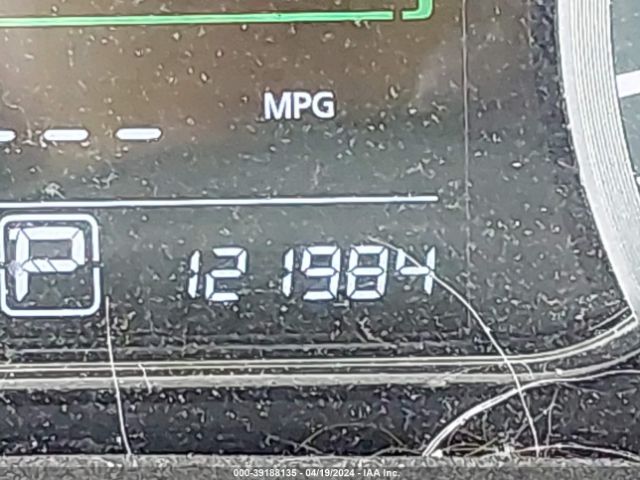 MPG
--
P 121984
000-39188135 - 04/19/2024 - IAA Inc.